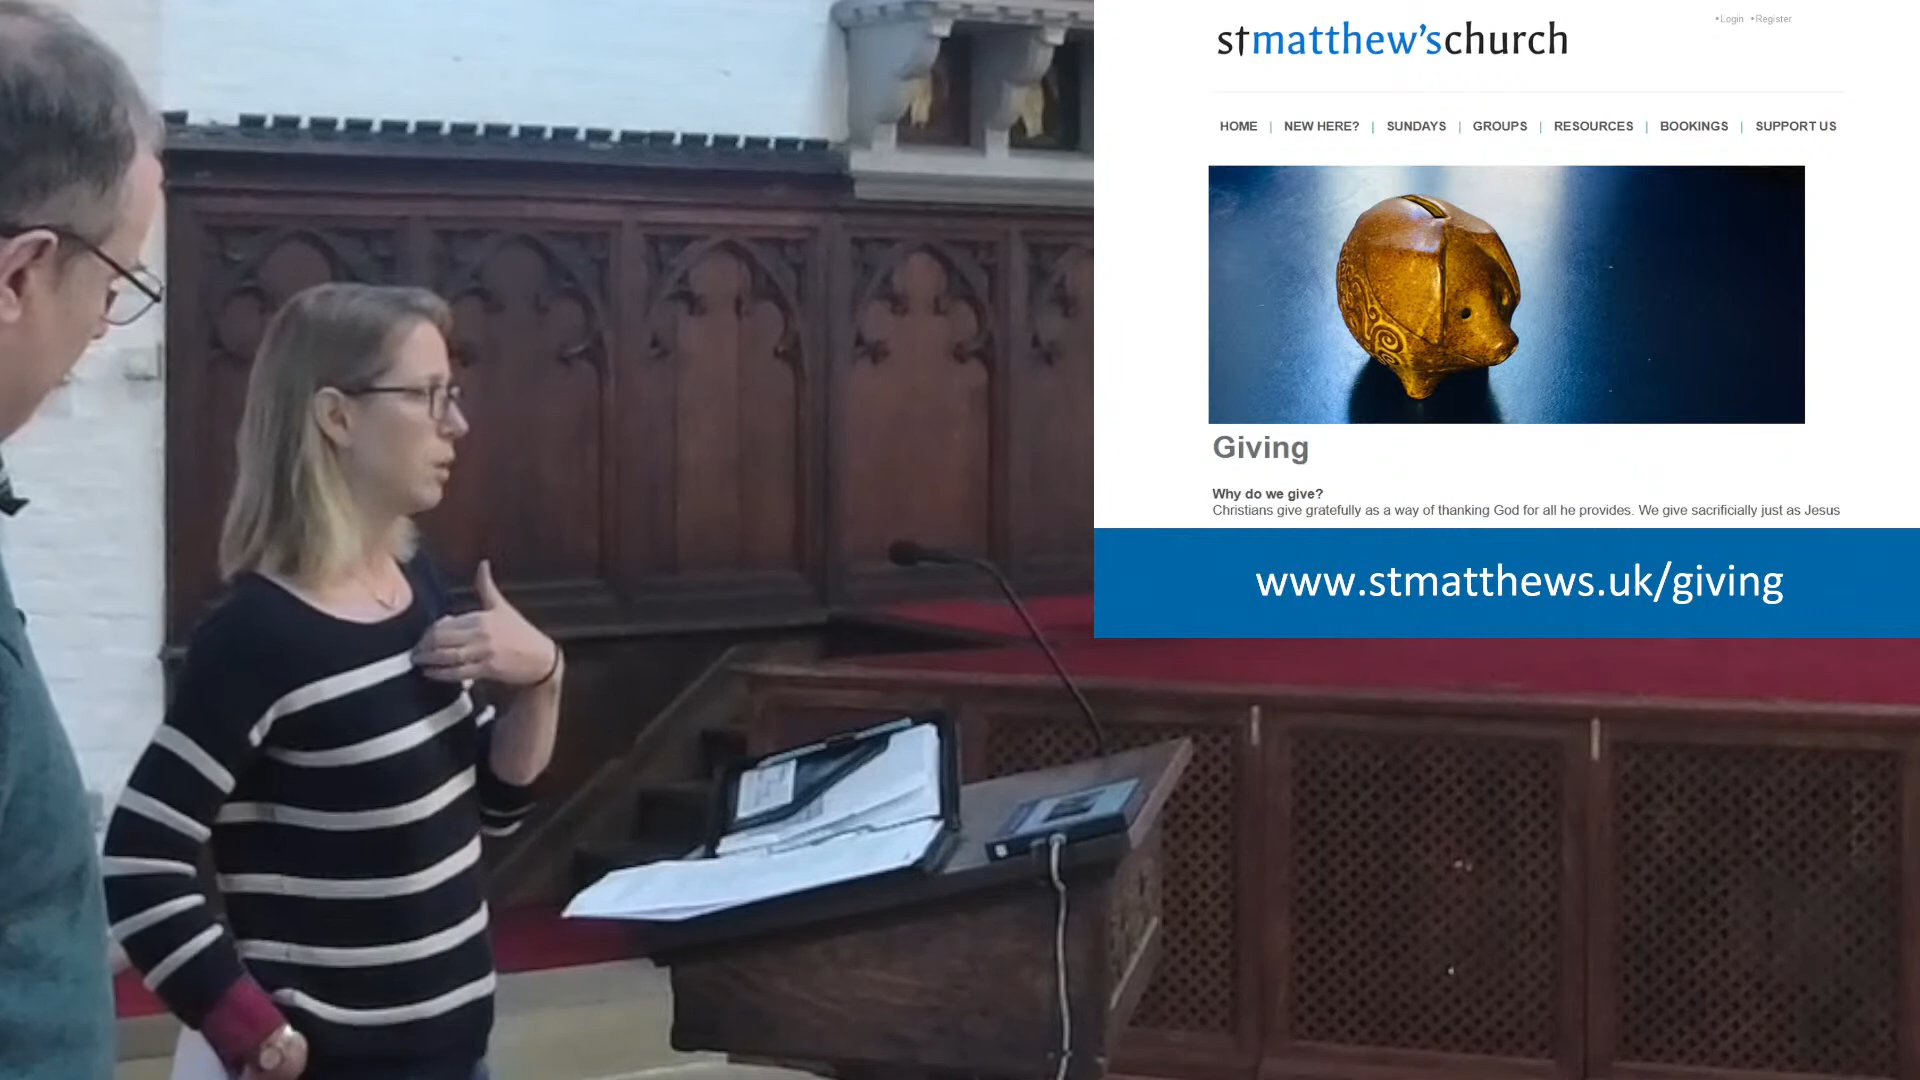 •Login •Register
stmatthew'schurch
HOME | NEW HERE? | SUNDAYS | GROUPS | RESOURCES | BOOKINGS | SUPPORT US
Giving
Why do we give?
Christians give gratefully as a way of thanking God for all he provides. We give sacrificially just as Jesus
www.stmatthews.uk/giving